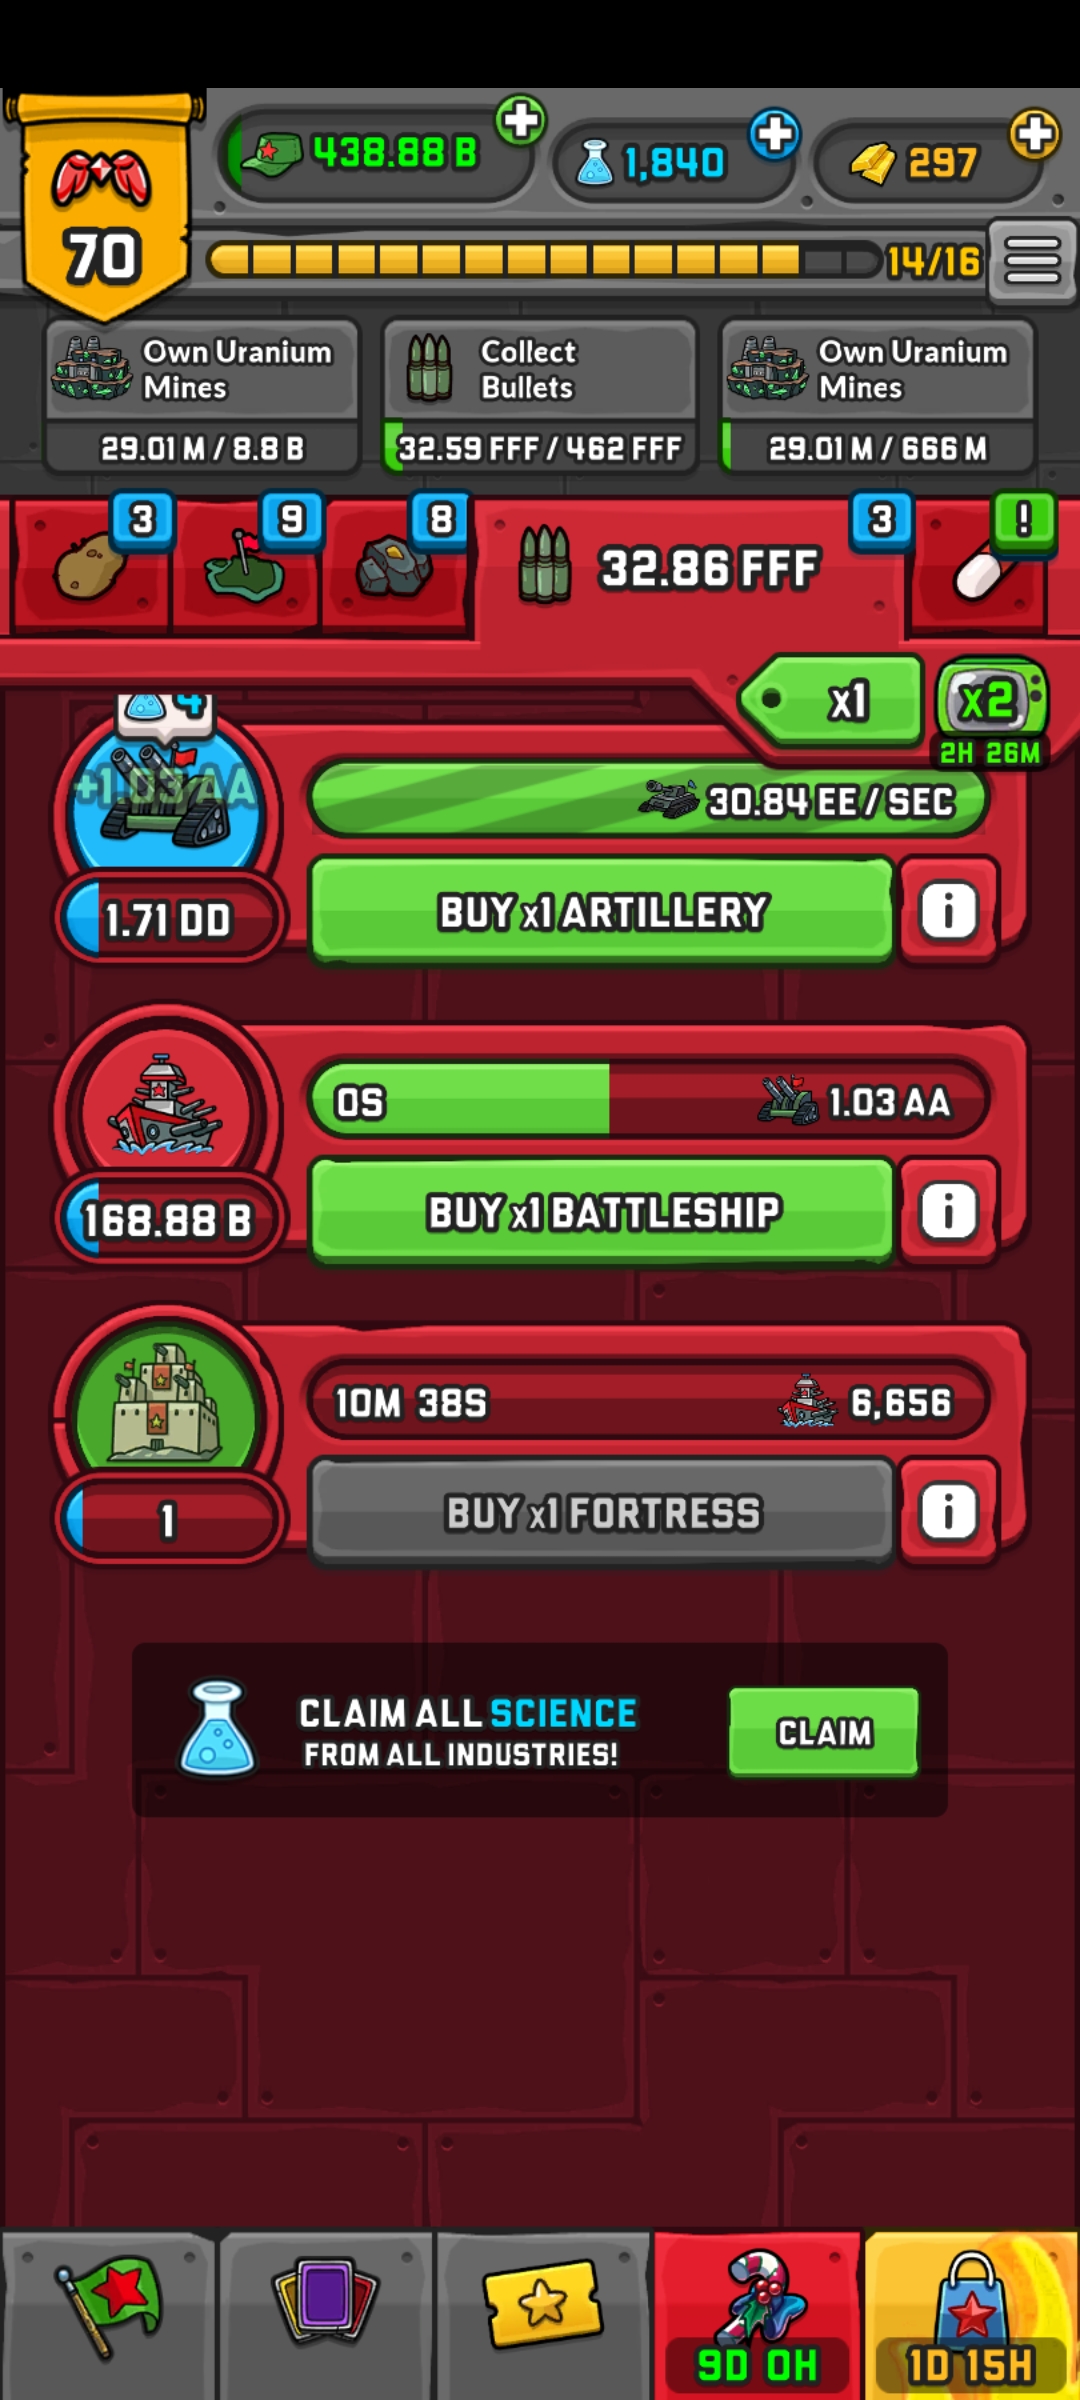 438.88 B
1,840
297
70
14/16
Own Uranium
Mines
29.01 M / 8.8 B
Collect
Bullets
32.59 FFF / 462 FFF
Own Uranium
Mines
29.01 M / 666 M
3
9
8
32.86 FFF
3
!
x1
x2
2H 26M
4
+1.03 AA
30.84 EE / SEC
1.71 DD
BUY x1 ARTILLERY
i
0S
1.03 AA
168.88 B
BUY x1 BATTLESHIP
i
10M 38S
6,656
1
BUY x1 FORTRESS
i
CLAIM ALL SCIENCE
FROM ALL INDUSTRIES!
CLAIM
9D 0H
1D 15H